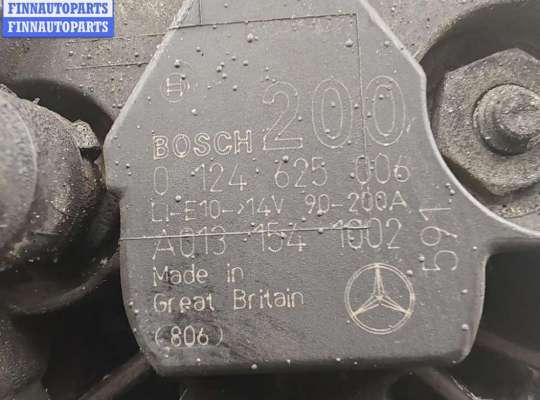 FINNAUTOPARTS
FINNAUTOPARTS
200
BOSCH
0 124 625 006
LI-E10->14V 90-200A
A013 154 1002
591
Made in
Great Britain
(806)